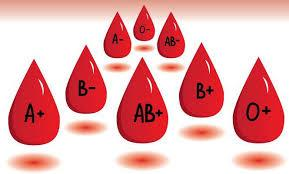 A- O- AB-
B- B+
A+ AB+ O+